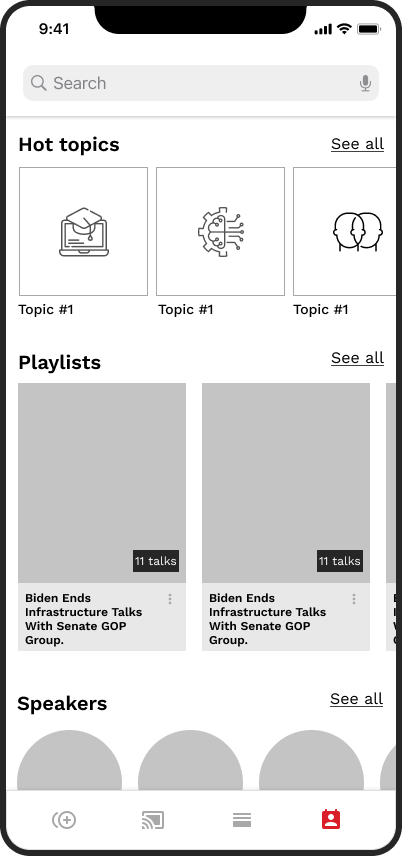 9:41
Search
Hot topics
See all
Topic #1
Topic #1
Topic #1
Playlists
See all
11 talks
11 talks
Biden Ends
Infrastructure Talks
With Senate GOP
Group.
Biden Ends
Infrastructure Talks
With Senate GOP
Group.
Speakers
See all